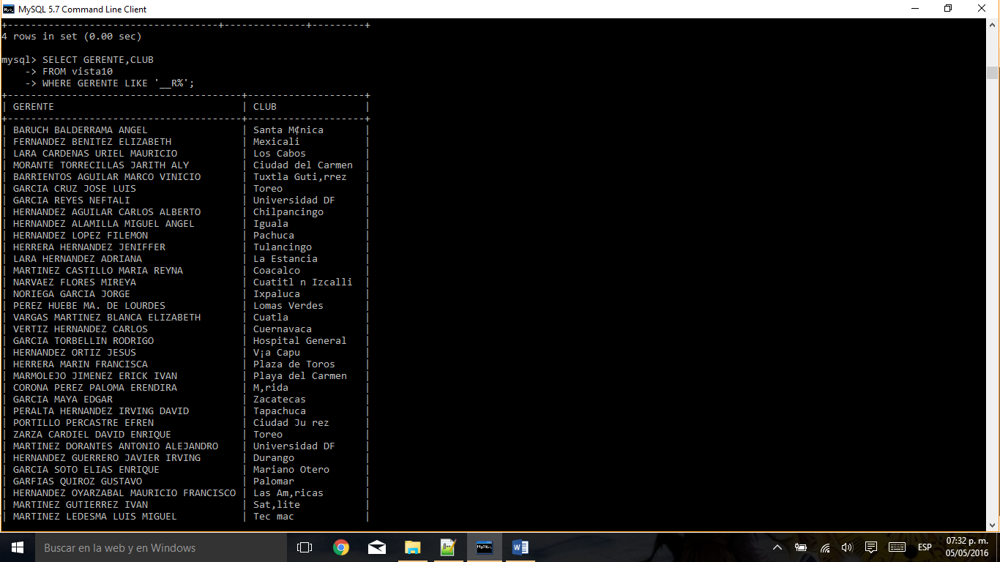 MySQL 5.7 Command Line Client
+------------------------------------+--------------+---------+
4 rows in set (0.00 sec)
mysql> SELECT GERENTE,CLUB
    -> FROM vista10
    -> WHERE GERENTE LIKE '__R%';
+----------------------------------------+--------------------+
| GERENTE | CLUB |
+----------------------------------------+--------------------+
| BARUCH BALDERRAMA ANGEL | Santa M¢nica |
| FERNANDEZ BENITEZ ELIZABETH | Mexicali |
| LARA CARDENAS URIEL MAURICIO | Los Cabos |
| MORANTE TORRECILLAS JARITH ALY | Ciudad del Carmen |
| BARRIENTOS AGUILAR MARCO VINICIO | Tuxtla Guti,rrez |
| GARCIA CRUZ JOSE LUIS | Toreo |
| GARCIA REYES NEFTALI | Universidad DF |
| HERNANDEZ AGUILAR CARLOS ALBERTO | Chilpancingo |
| HERNANDEZ ALAMILLA MIGUEL ANGEL | Iguala |
| HERNANDEZ LOPEZ FILEMON | Pachuca |
| HERRERA HERNANDEZ JENIFFER | Tulancingo |
| LARA HERNANDEZ ADRIANA | La Estancia |
| MARTINEZ CASTILLO MARIA REYNA | Coacalco |
| NARVAEZ FLORES MIREYA | Cuatitl n Izcalli |
| NORIEGA GARCIA JORGE | Ixpaluca |
| PEREZ HUEBE MA. DE LOURDES | Lomas Verdes |
| VARGAS MARTINEZ BLANCA ELIZABETH | Cuatla |
| VERTIZ HERNANDEZ CARLOS | Cuernavaca |
| GARCIA TORBELLIN RODRIGO | Hospital General |
| HERNANDEZ ORTIZ JESUS | V¡a Capu |
| HERRERA MARIN FRANCISCA | Plaza de Toros |
| MARMOLEJO JIMENEZ ERICK IVAN | Playa del Carmen |
| CORONA PEREZ PALOMA ERENDIRA | M,rida |
| GARCIA MAYA EDGAR | Zacatecas |
| PERALTA HERNANDEZ IRVING DAVID | Tapachuca |
| PORTILLO PERCASTRE EFREN | Ciudad Ju rez |
| ZARZA CARDIEL DAVID ENRIQUE | Toreo |
| MARTINEZ DORANTES ANTONIO ALEJANDRO | Universidad DF |
| HERNANDEZ GUERRERO JAVIER IRVING | Durango |
| GARCIA SOTO ELIAS ENRIQUE | Mariano Otero |
| GARFIAS QUIROZ GUSTAVO | Palomar |
| HERNANDEZ OYARZABAL MAURICIO FRANCISCO | Las Am,ricas |
| MARTINEZ GUTIERREZ IVAN | Sat,lite |
| MARTINEZ LEDESMA LUIS MIGUEL | Tec mac |
Buscar en la web y en Windows
ESP
07:32 p. m.
05/05/2016